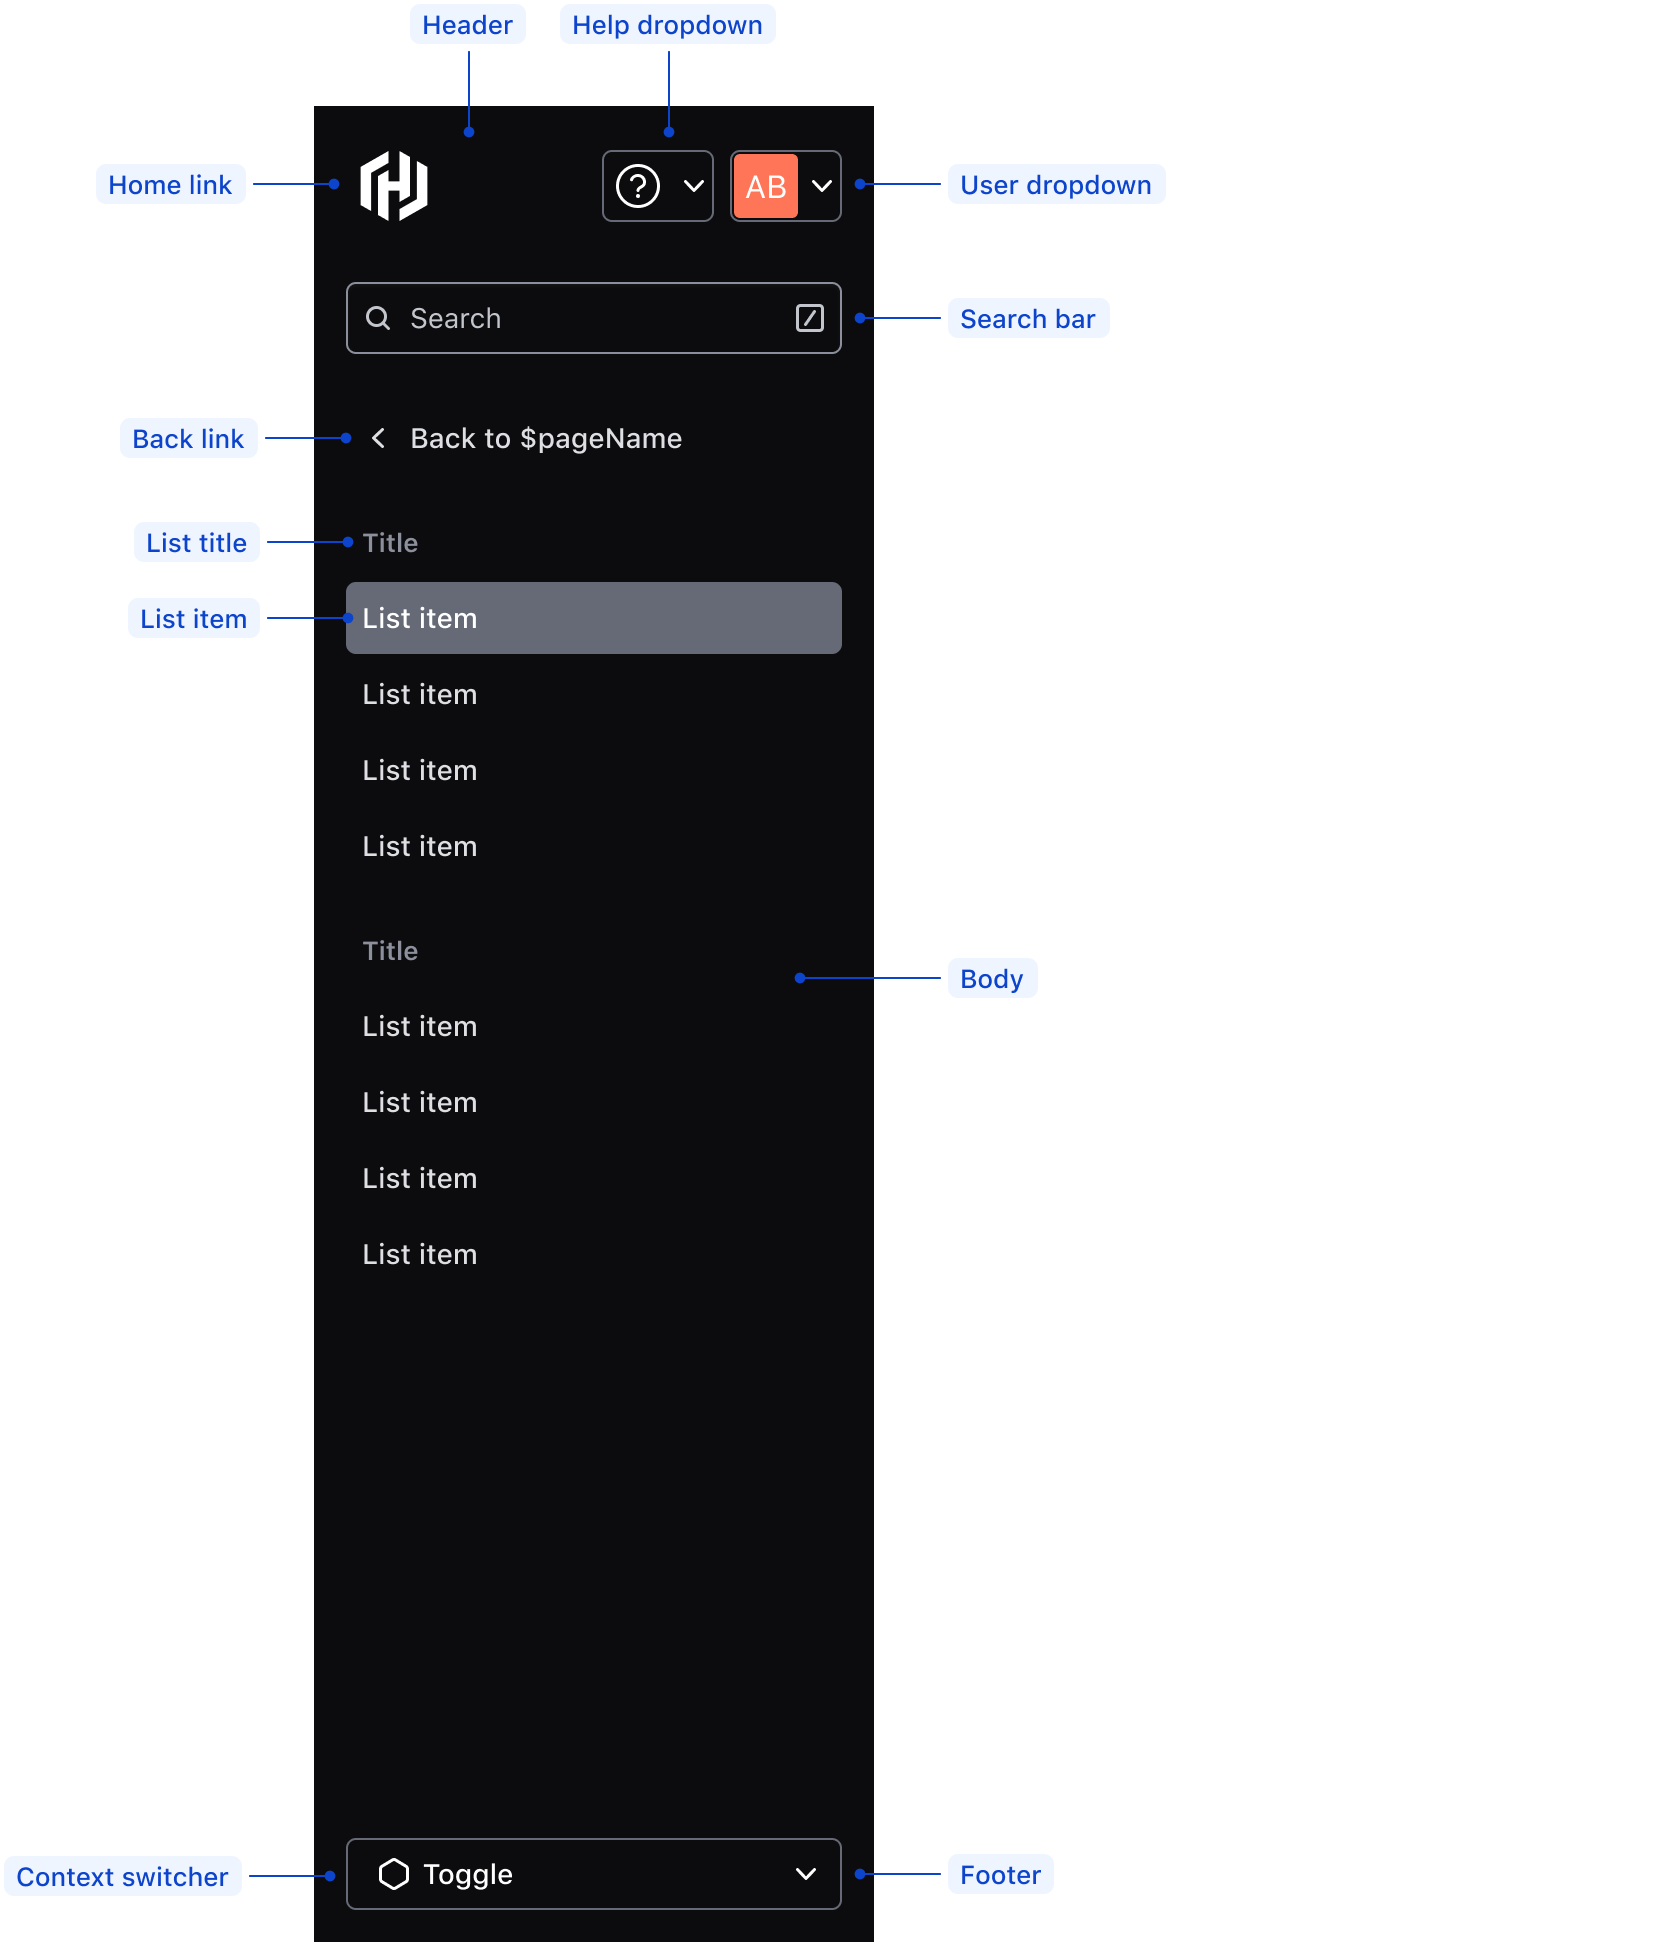 Header
Help dropdown
Home link
AB
User dropdown
Search
Search bar
Back link
Back to $pageName
List title
Title
List item
List item
List item
List item
List item
Title
Body
List item
List item
List item
List item
Context switcher
Toggle
Footer